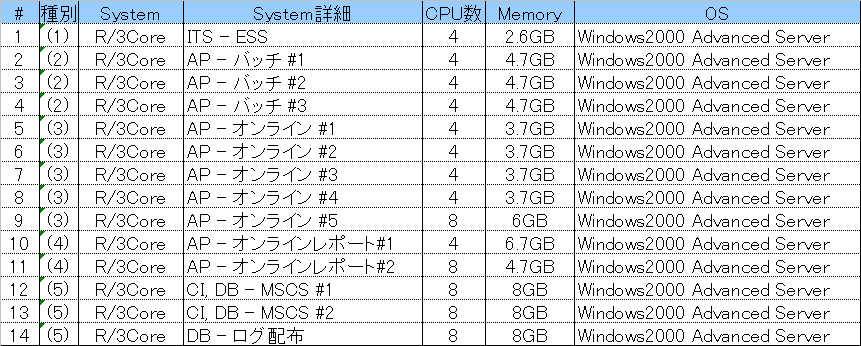 # 種別 System System詳細 CPU数 Memory OS
1 (1) R/3Core ITS - ESS 4 2.6GB Windows2000 Advanced Server
2 (2) R/3Core AP - バッチ #1 4 4.7GB Windows2000 Advanced Server
3 (2) R/3Core AP - バッチ #2 4 4.7GB Windows2000 Advanced Server
4 (2) R/3Core AP - バッチ #3 4 4.7GB Windows2000 Advanced Server
5 (3) R/3Core AP - オンライン #1 4 3.7GB Windows2000 Advanced Server
6 (3) R/3Core AP - オンライン #2 4 3.7GB Windows2000 Advanced Server
7 (3) R/3Core AP - オンライン #3 4 3.7GB Windows2000 Advanced Server
8 (3) R/3Core AP - オンライン #4 4 3.7GB Windows2000 Advanced Server
9 (3) R/3Core AP - オンライン #5 8 6GB Windows2000 Advanced Server
10 (4) R/3Core AP - オンラインレポート#1 4 6.7GB Windows2000 Advanced Server
11 (4) R/3Core AP - オンラインレポート#2 8 4.7GB Windows2000 Advanced Server
12 (5) R/3Core CI, DB - MSCS #1 8 8GB Windows2000 Advanced Server
13 (5) R/3Core CI, DB - MSCS #2 8 8GB Windows2000 Advanced Server
14 (5) R/3Core DB - ログ配布 8 8GB Windows2000 Advanced Server